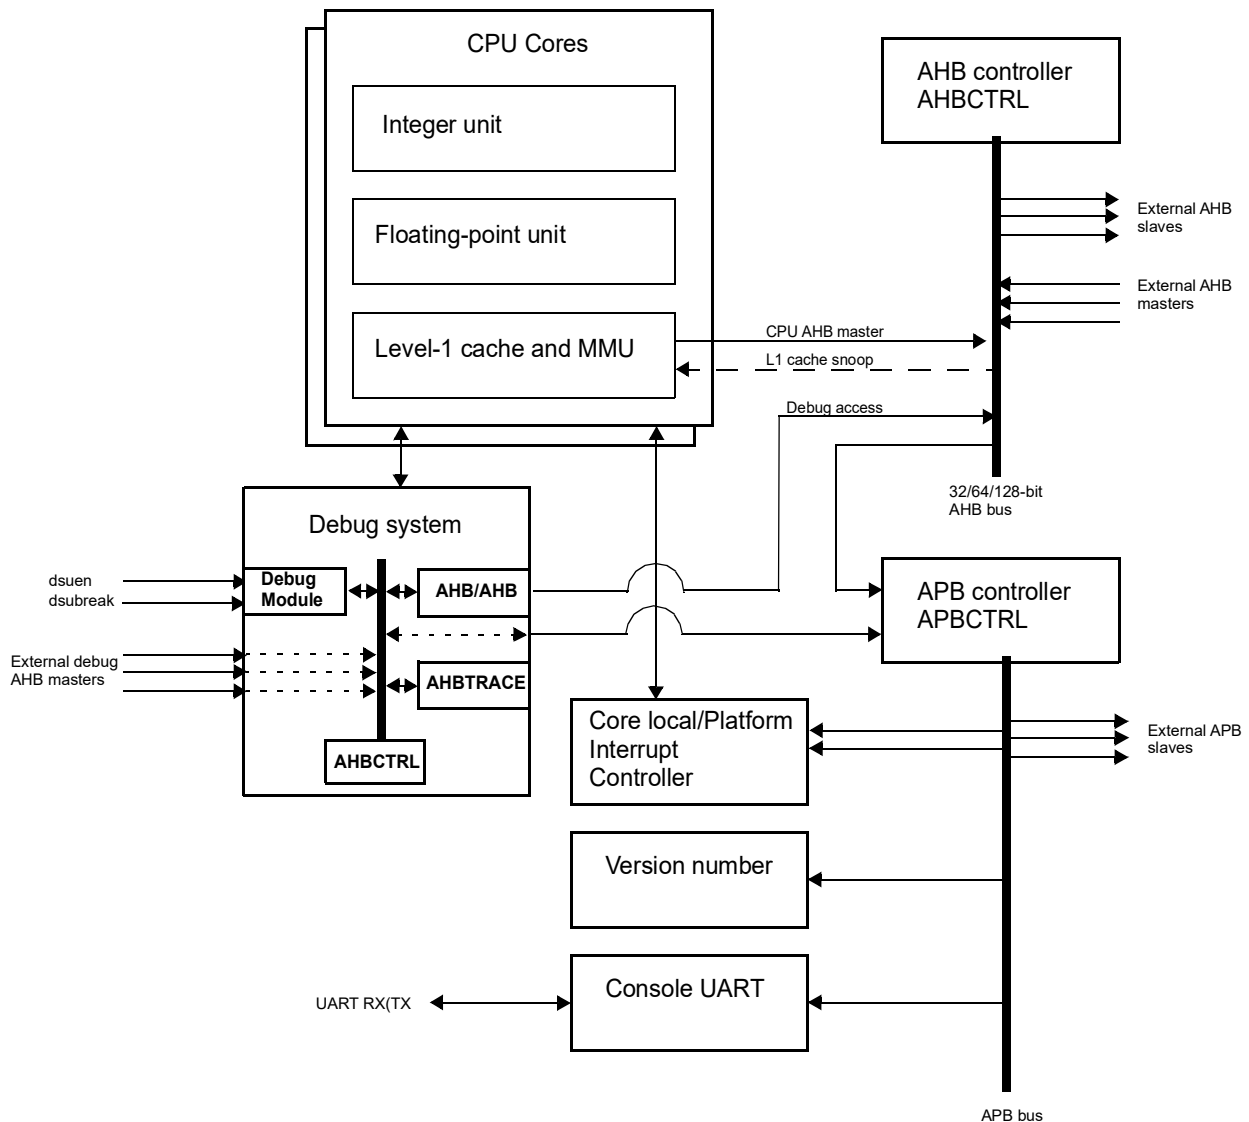 CPU Cores
Integer unit
Floating-point unit
Level-1 cache and MMU
AHB controller
AHBCTRL
External AHB
slaves
External AHB
masters
CPU AHB master
L1 cache snoop
Debug access
32/64/128-bit
AHB bus
Debug system
dsuen
dsubreak
Debug
Module
AHB/AHB
External debug
AHB masters
AHBTRACE
AHBCTRL
APB controller
APBCTRL
Core local/Platform
Interrupt
Controller
External APB
slaves
Version number
Console UART
UART RX(TX
APB bus